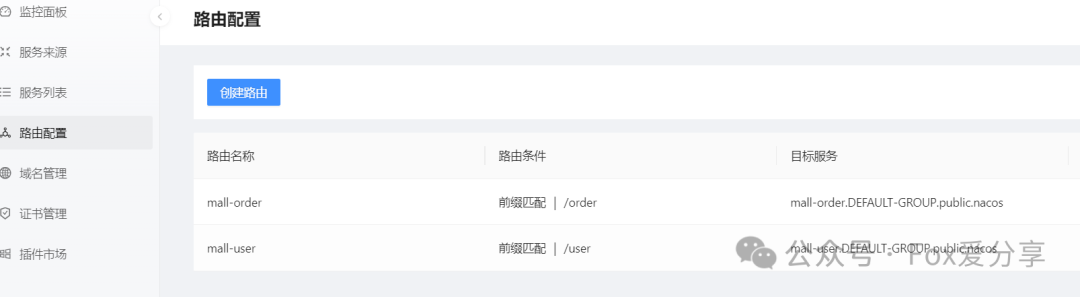 监控面板
路由配置
服务来源
服务列表
创建路由
路由配置
域名管理
证书管理
插件市场
路由名称 路由条件 目标服务
mall-order 前缀匹配 | /order mall-order.DEFAULT-GROUP.public.nacos
mall-user 前缀匹配 | /user mall-user.DEFAULT-GROUP.public.nacos
公众号 · Fox爱分享